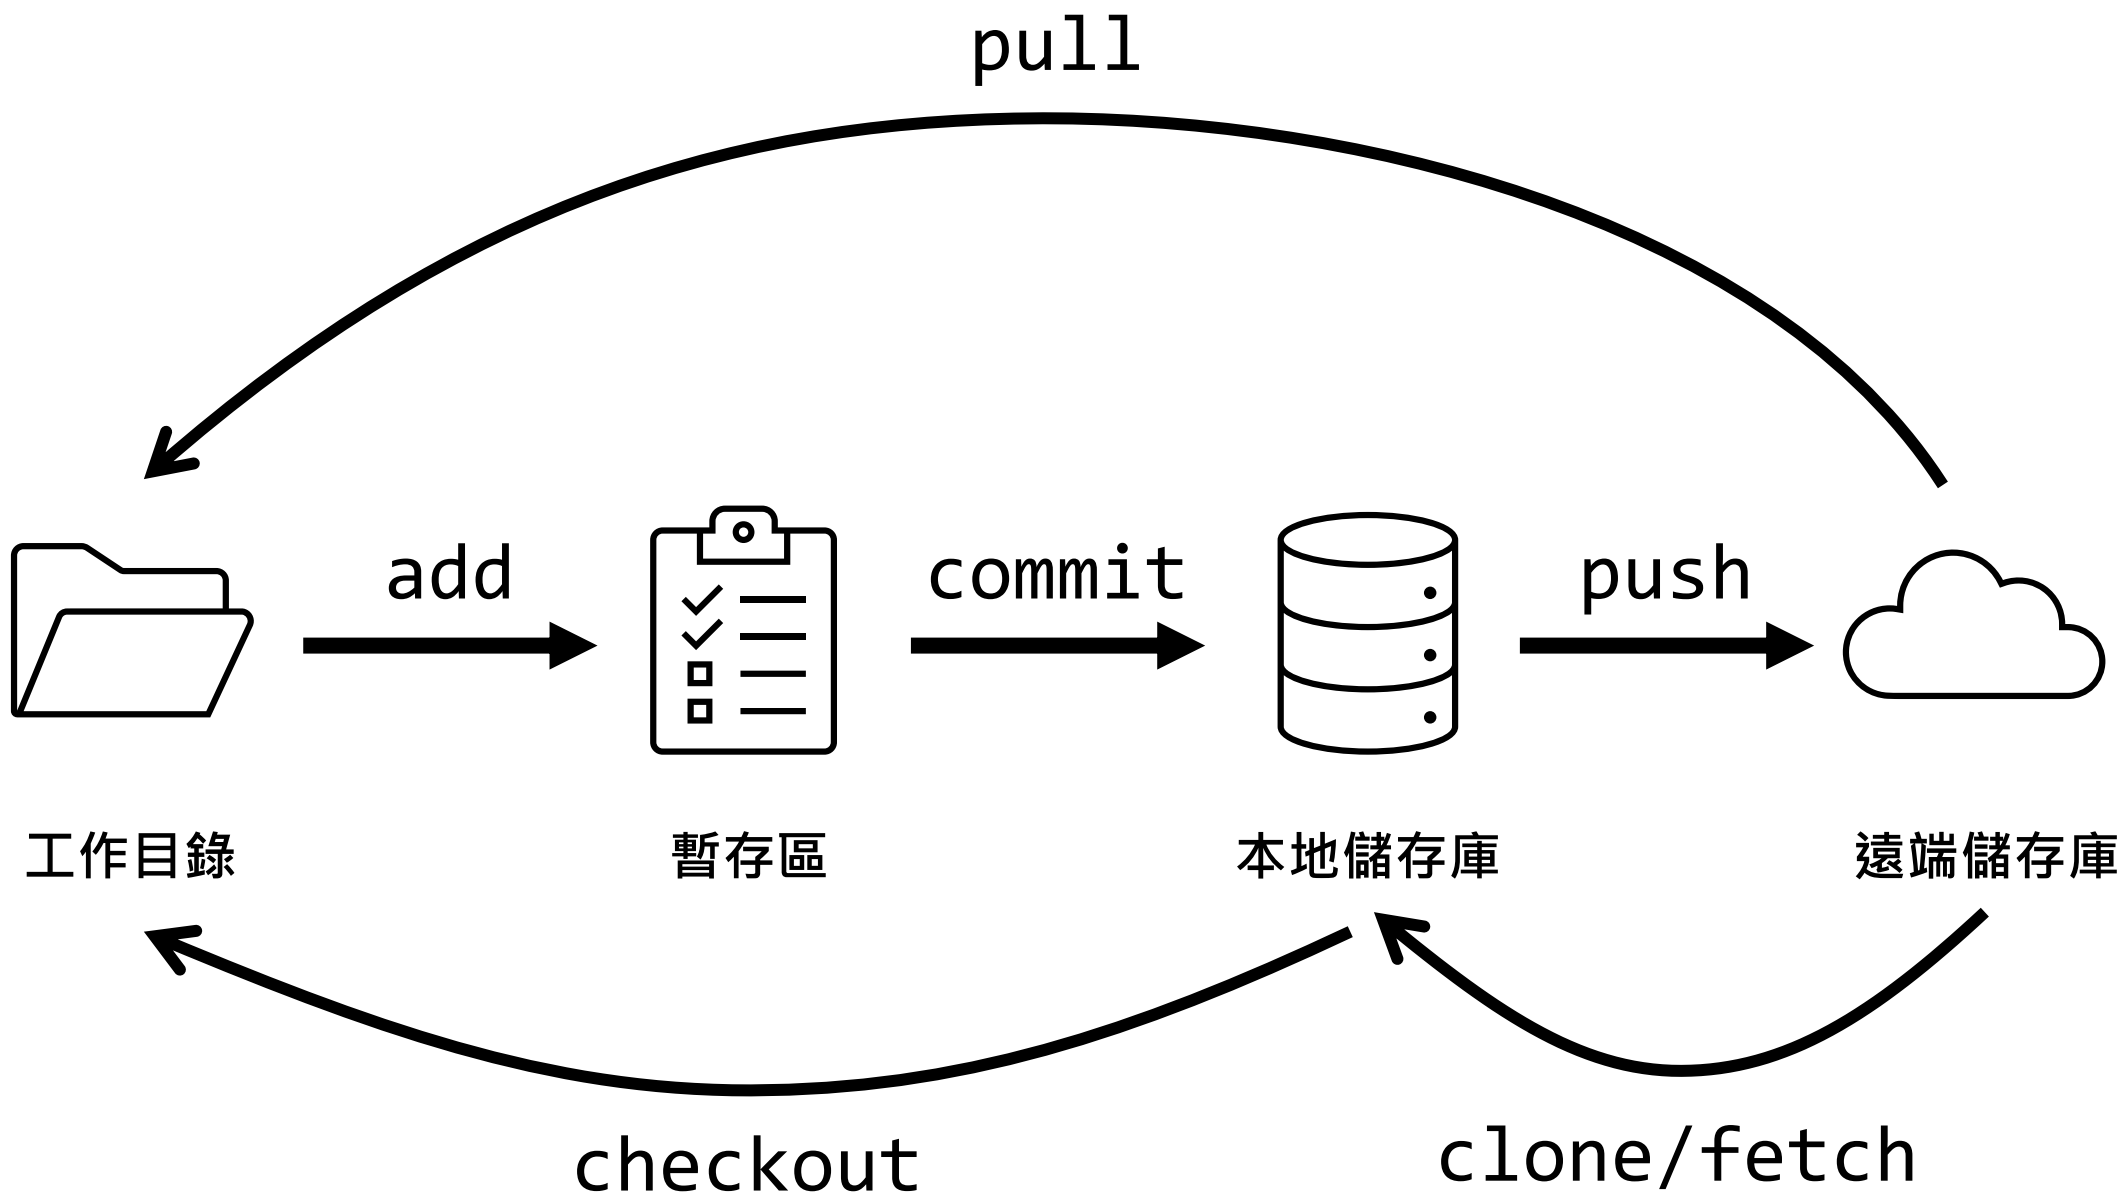 pull
add
commit
push
工作目錄
暫存區
本地儲存庫
遠端儲存庫
checkout
clone/fetch